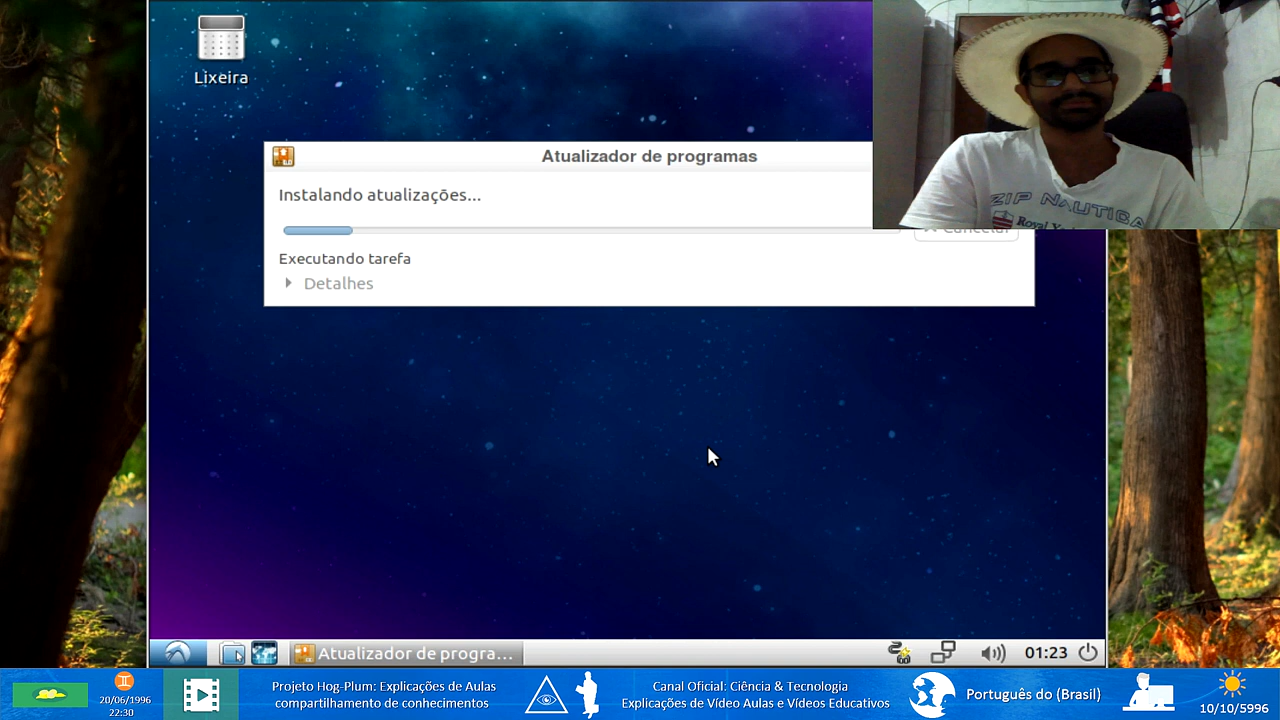 Lixeira
Atualizador de programas
Instalando atualizações...
Cancelar
Executando tarefa
Detalhes
ZIP NAUTICA
Atualizador de progra...
01:23
20/06/1996
22:30
Projeto Hog-Plum: Explicações de Aulas
compartilhamento de conhecimentos
Canal Oficial: Ciência & Tecnologia
Explicações de Vídeo Aulas e Vídeos Educativos
Português do (Brasil)
10/10/5996